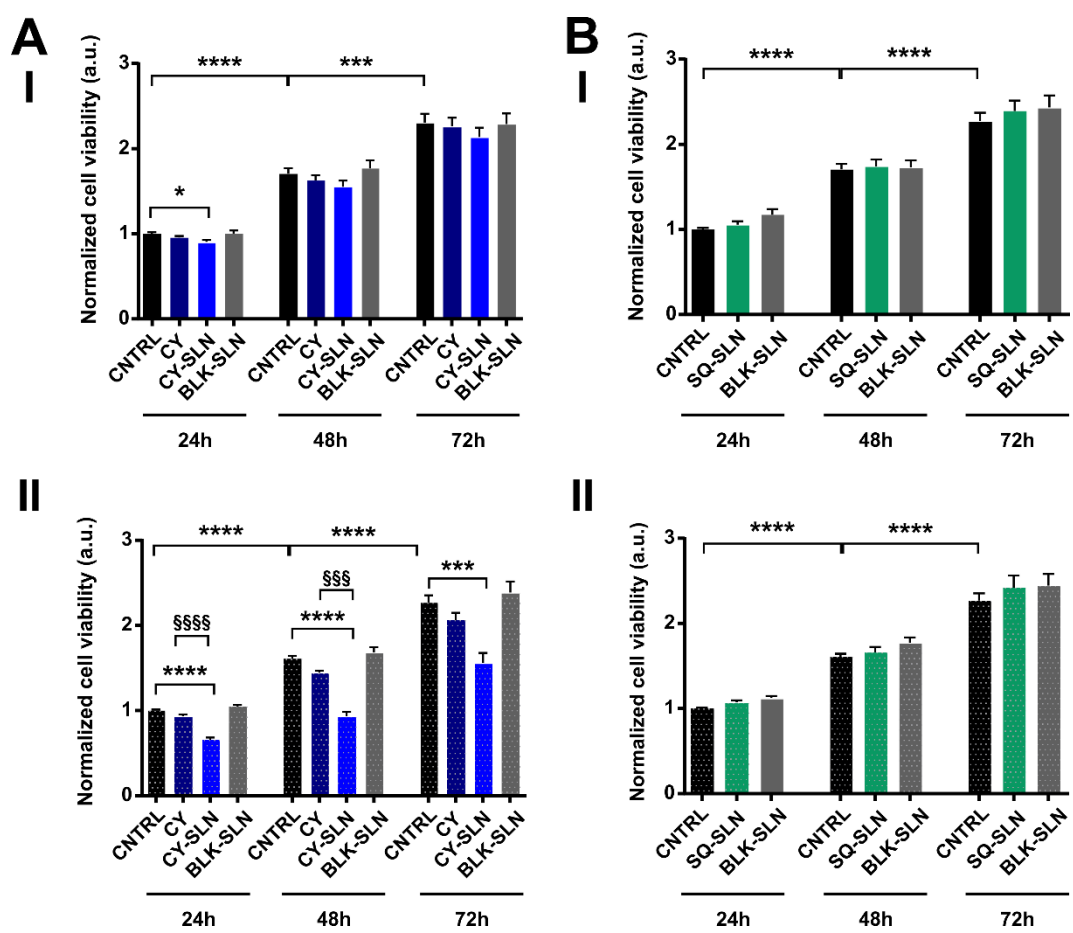 A
I
Normalized cell viability (a.u.)
3
2
1
0
****
***
*
CNTRL
CY
CY-SLN
BLK-SLN
CNTRL
CY
CY-SLN
BLK-SLN
CNTRL
CY
CY-SLN
BLK-SLN
24h
48h
72h
B
I
Normalized cell viability (a.u.)
3
2
1
0
****
****
CNTRL
SQ-SLN
BLK-SLN
CNTRL
SQ-SLN
BLK-SLN
CNTRL
SQ-SLN
BLK-SLN
24h
48h
72h
II
Normalized cell viability (a.u.)
3
2
1
0
****
****
§§§§
****
§§§
****
***
CNTRL
CY
CY-SLN
BLK-SLN
CNTRL
CY
CY-SLN
BLK-SLN
CNTRL
CY
CY-SLN
BLK-SLN
24h
48h
72h
II
Normalized cell viability (a.u.)
3
2
1
0
****
****
CNTRL
SQ-SLN
BLK-SLN
CNTRL
SQ-SLN
BLK-SLN
CNTRL
SQ-SLN
BLK-SLN
24h
48h
72h